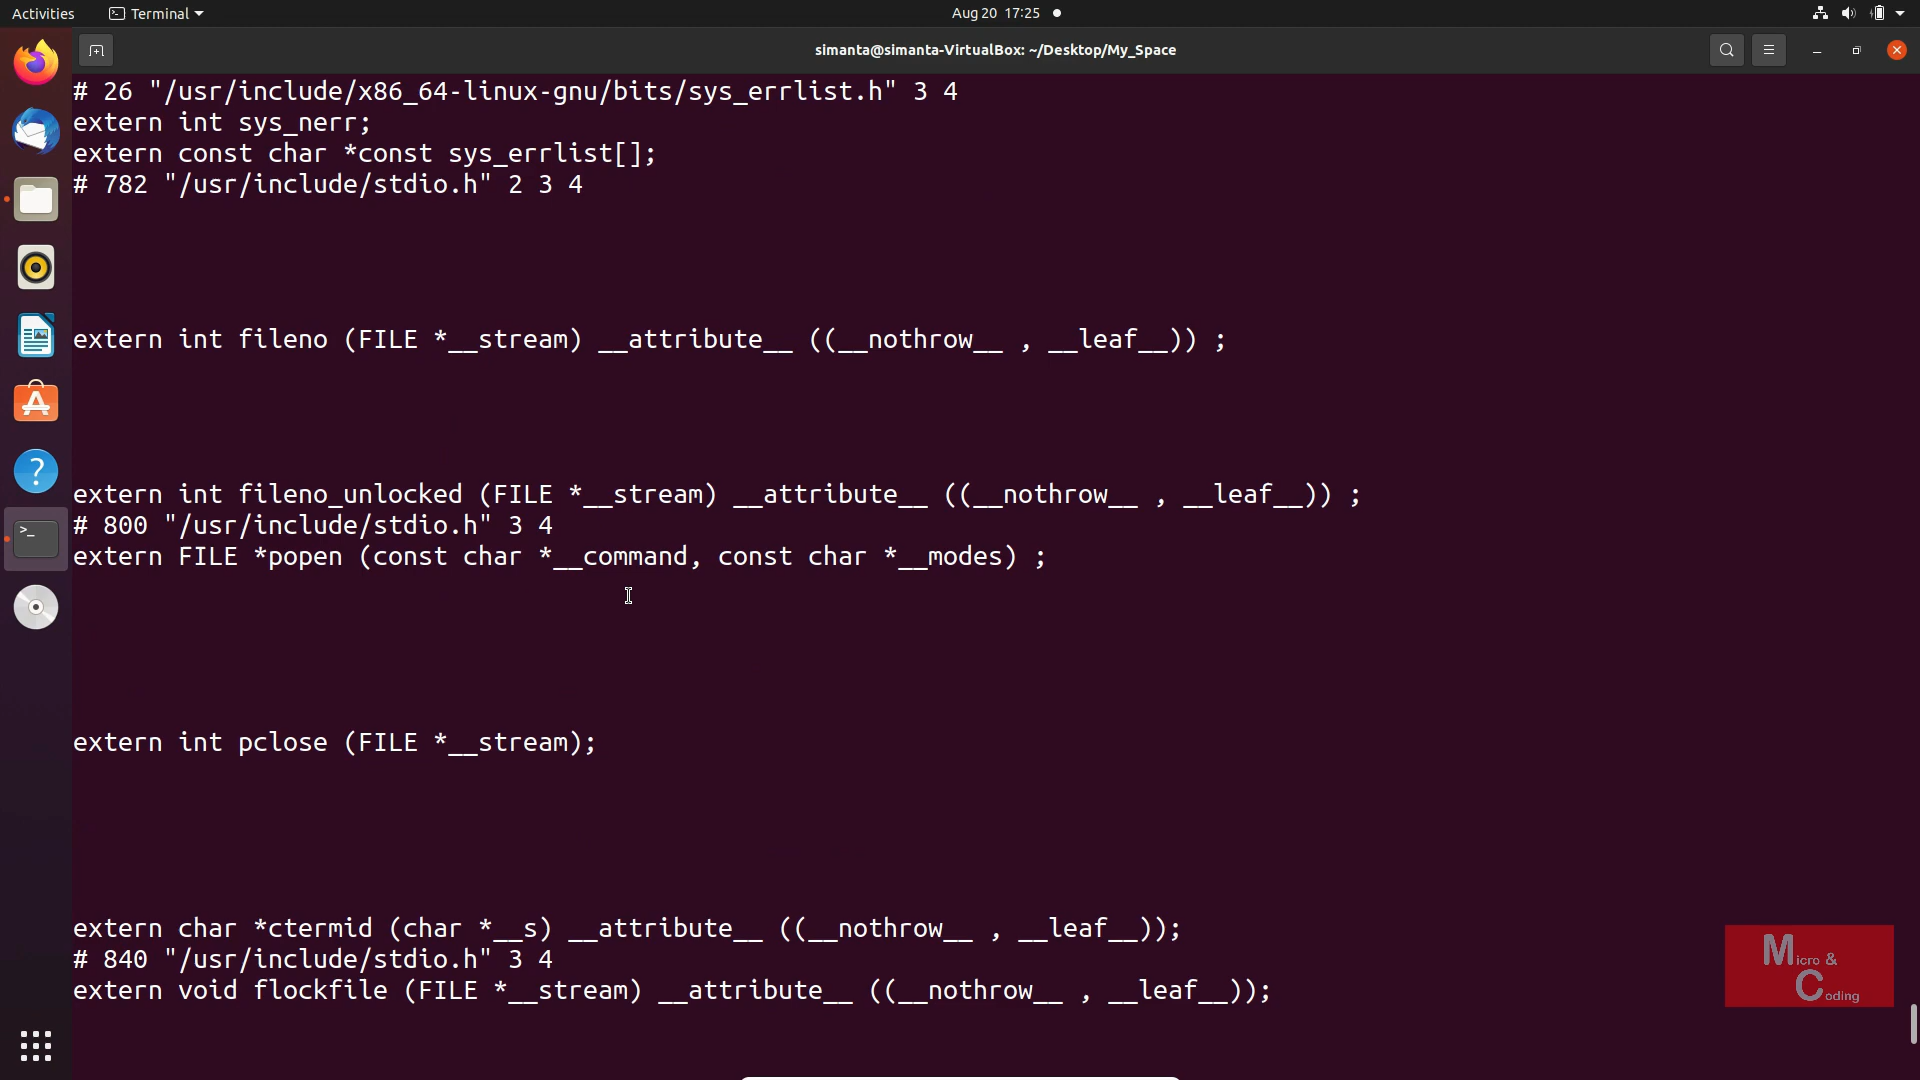 Activities Terminal Aug 20 17:25
simanta@simanta-VirtualBox: ~/Desktop/My_Space
# 26 "/usr/include/x86_64-linux-gnu/bits/sys_errlist.h" 3 4
extern int sys_nerr;
extern const char *const sys_errlist[];
# 782 "/usr/include/stdio.h" 2 3 4
extern int fileno (FILE *__stream) __attribute__ ((__nothrow__ , __leaf__)) ;
extern int fileno_unlocked (FILE *__stream) __attribute__ ((__nothrow__ , __leaf__)) ;
# 800 "/usr/include/stdio.h" 3 4
extern FILE *popen (const char *__command, const char *__modes) ;
extern int pclose (FILE *__stream);
extern char *ctermid (char *__s) __attribute__ ((__nothrow__ , __leaf__));
# 840 "/usr/include/stdio.h" 3 4
extern void flockfile (FILE *__stream) __attribute__ ((__nothrow__ , __leaf__));
Micro &
Coding